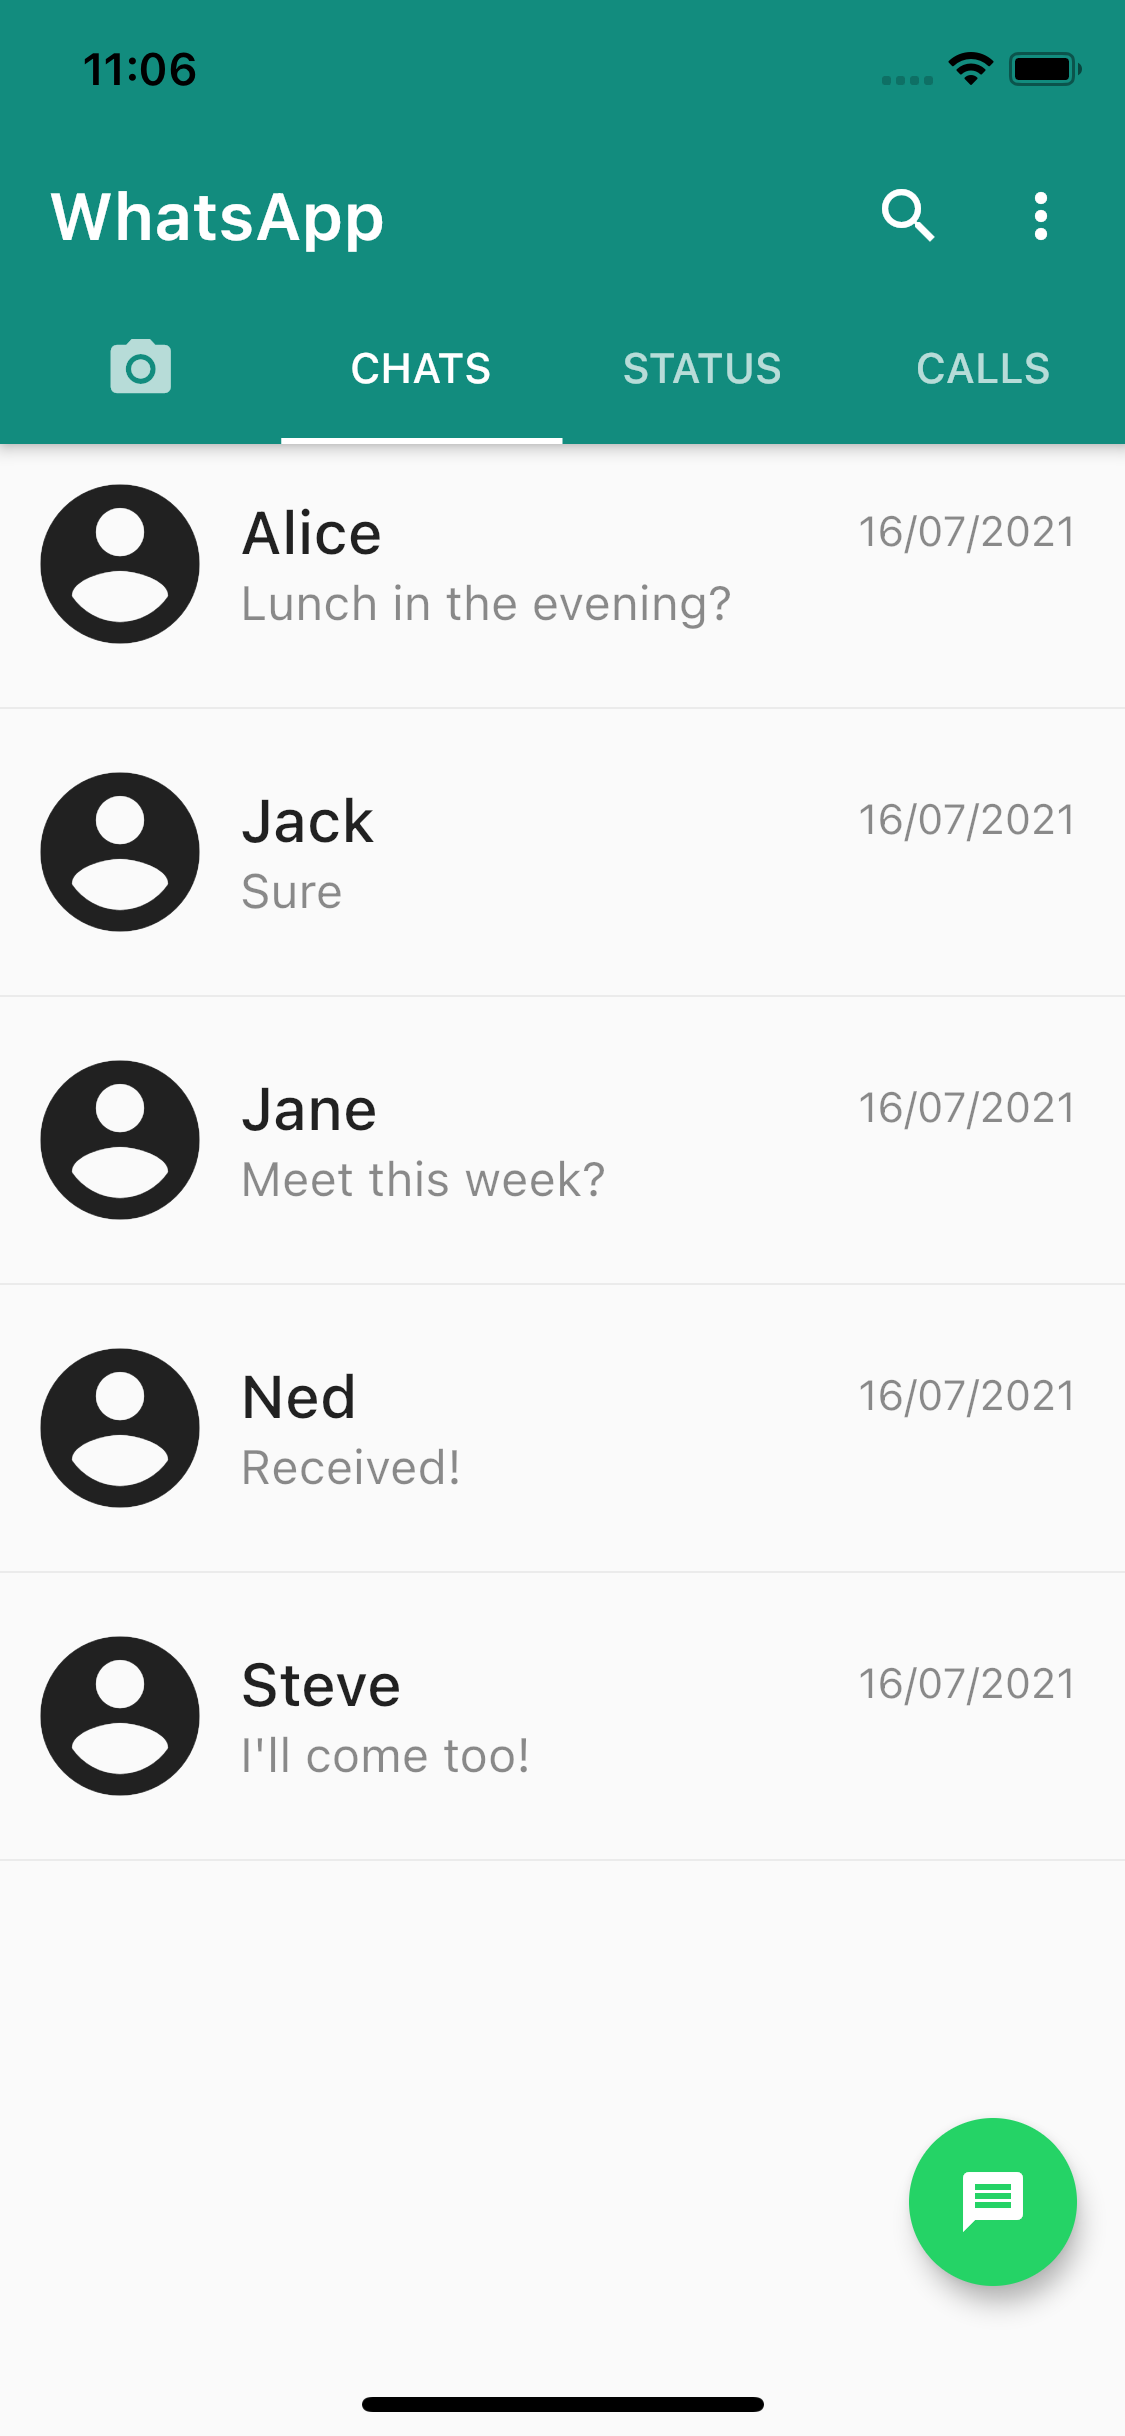 11:06
WhatsApp
CHATS STATUS CALLS
Alice 16/07/2021
Lunch in the evening?
Jack 16/07/2021
Sure
Jane 16/07/2021
Meet this week?
Ned 16/07/2021
Received!
Steve 16/07/2021
I'll come too!